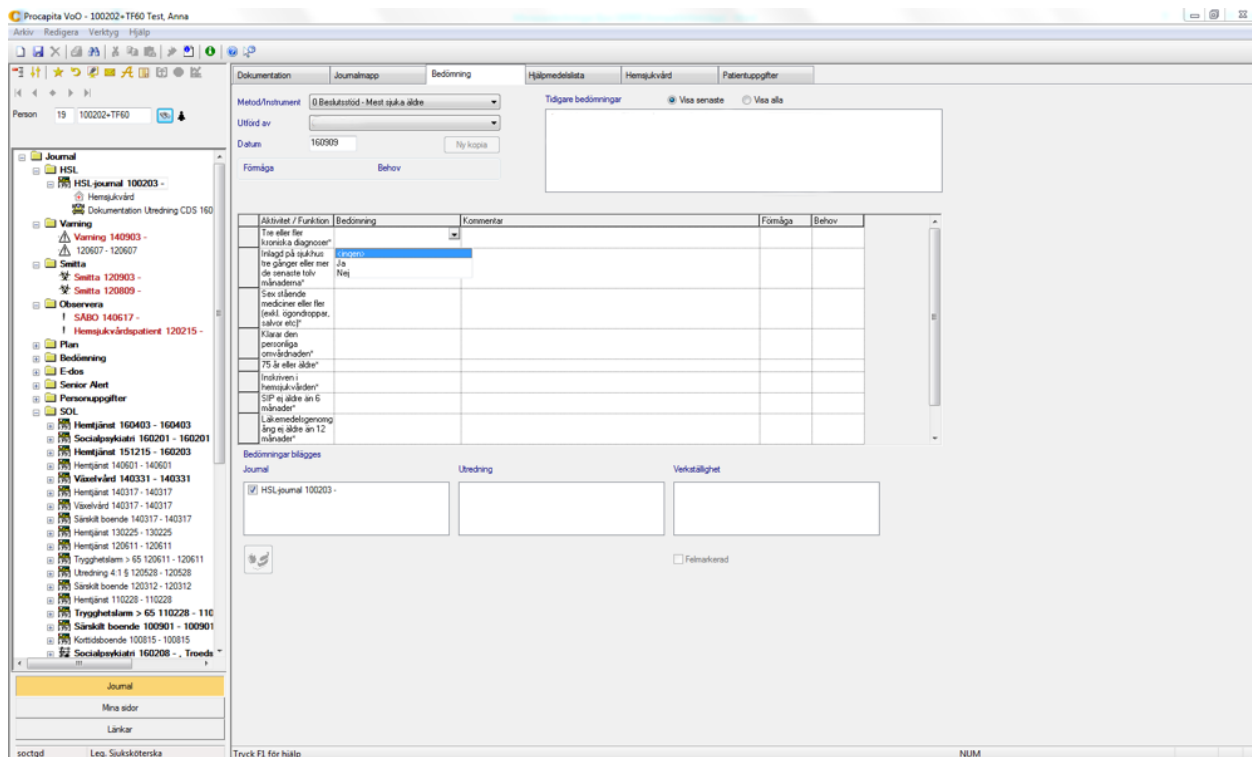 Procapita VoO - 100202+TF60 Test, Anna
Arkiv Redigera Verktyg Hjälp
Person 19 100202+TF60
Journal
HSL
HSL-journal 100203 -
Hemsjukvård
Dokumentation Utredning CDS 160
Varning
Varning 140903 -
120607 - 120607
Smitta
Smitta 120903 -
Smitta 120809 -
Observera
! SÄBO 140617 -
! Hemsjukvårdspatient 120215 -
Plan
Bedömning
E-dos
Senior Alert
Personuppgifter
SOL
Hemtjänst 160403 - 160403
Socialpsykiatri 160201 - 160201
Hemtjänst 151215 - 160203
Hemtjänst 140601 - 140601
Växelvård 140331 - 140331
Hemtjänst 140317 - 140317
Växelvård 140317 - 140317
Särskilt boende 140317 - 140317
Hemtjänst 130225 - 130225
Hemtjänst 120611 - 120611
Trygghetslarm > 65 120611 - 120611
Utredning 4:1 § 120528 - 120528
Särskilt boende 120312 - 120312
Hemtjänst 110228 - 110228
Trygghetslarm > 65 110228 - 110
Särskilt boende 100901 - 100901
Korttidsboende 100815 - 100815
Socialpsykiatri 160208 - , Troeds
Journal
Mina sidor
Länkar
Dokumentation Journalmapp Bedömning Hjälpmedelslista Hemsjukvård Patientuppgifter
Metod/Instrument 0 Beslutsstöd - Mest sjuka äldre
Utförd av
Datum 160909 Ny kopia
Förmåga Behov
Tidigare bedömningar Visa senaste Visa alla
Aktivitet / Funktion Bedömning Kommentar Förmåga Behov
Tre eller fler
kroniska diagnoser*
Inlagd på sjukhus <ingen>
tre gånger eller mer Ja
de senaste tolv Nej
månaderna*
Sex stående
mediciner eller fler
(exkl. ögondroppar,
salvor etc)*
Klarar den
personliga
omvårdnaden*
75 år eller äldre*
Inskriven i
hemsjukvården*
SIP ej äldre än 6
månader*
Läkemedelsgenomg
ång ej äldre än 12
månader*
Bedömningar bilägges
Journal Utredning Verkställighet
HSL-journal 100203 -
Felmarkerad
soctgd Leg. Sjuksköterska Tryck F1 för hjälp NUM